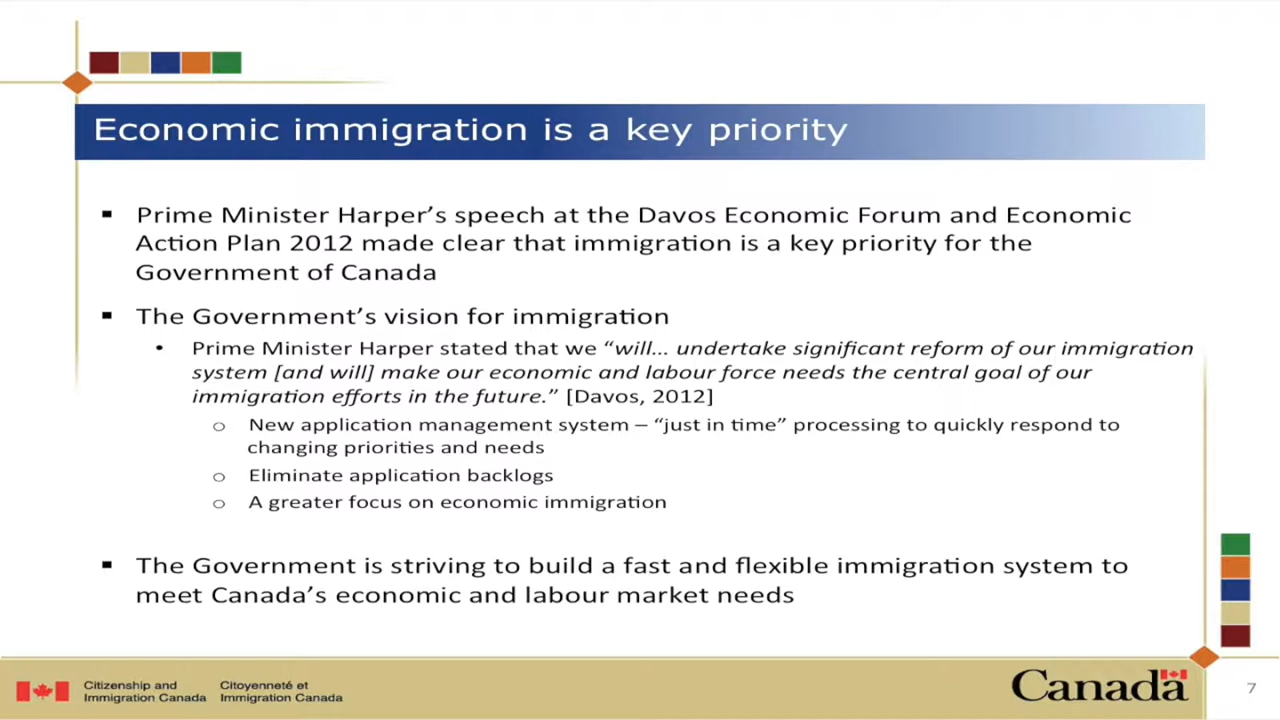 Economic immigration is a key priority
▪ Prime Minister Harper’s speech at the Davos Economic Forum and Economic
Action Plan 2012 made clear that immigration is a key priority for the
Government of Canada
▪ The Government’s vision for immigration
• Prime Minister Harper stated that we “will... undertake significant reform of our immigration
system [and will] make our economic and labour force needs the central goal of our
immigration efforts in the future.” [Davos, 2012]
o New application management system – “just in time” processing to quickly respond to
changing priorities and needs
o Eliminate application backlogs
o A greater focus on economic immigration
▪ The Government is striving to build a fast and flexible immigration system to
meet Canada’s economic and labour market needs
Citizenship and
Immigration Canada
Citoyenneté et
Immigration Canada
Canada
7